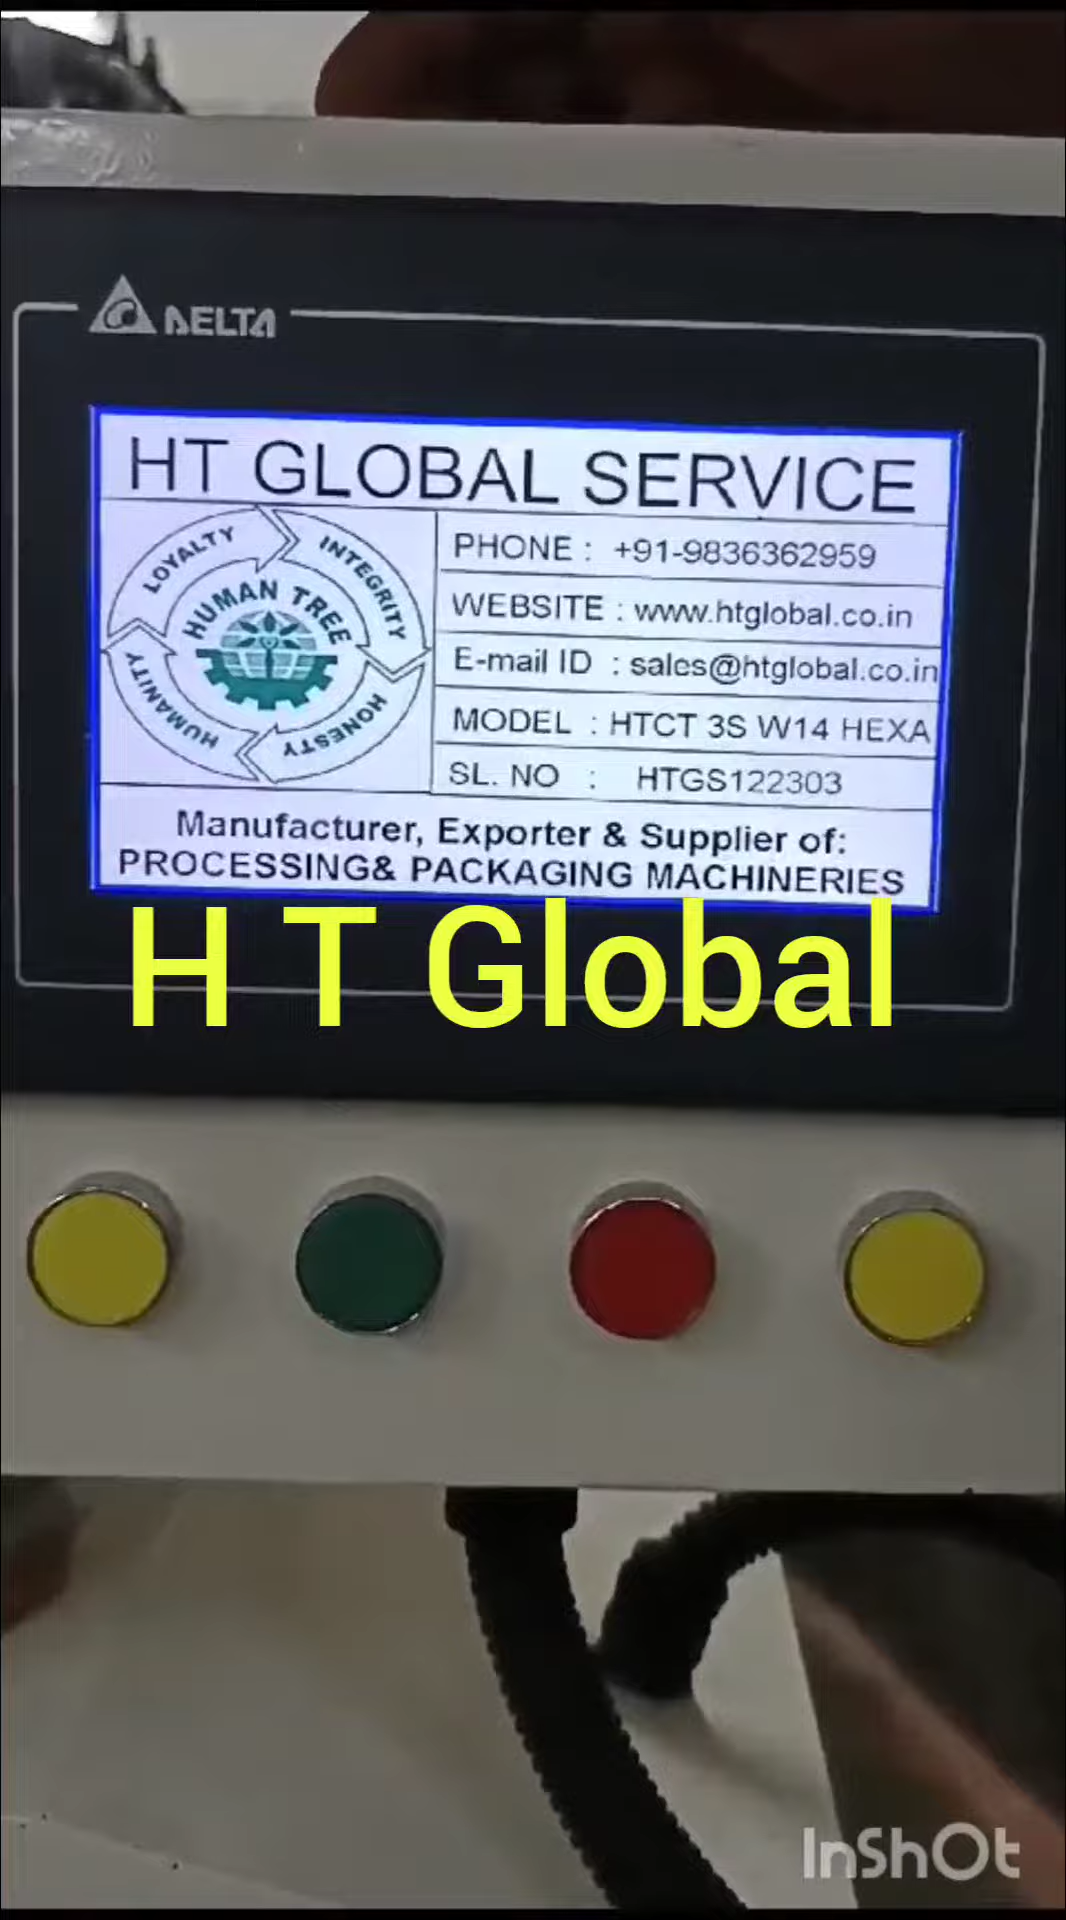 DELTA
HT GLOBAL SERVICE
LOYALTY
INTEGRITY
HUMAN TREE
HUMANITY
HONESTY
PHONE : +91-9836362959
WEBSITE : www.htglobal.co.in
E-mail ID : sales@htglobal.co.in
MODEL : HTCT 3S W14 HEXA
SL. NO : HTGS122303
Manufacturer, Exporter & Supplier of:
PROCESSING& PACKAGING MACHINERIES
H T Global
InShOt